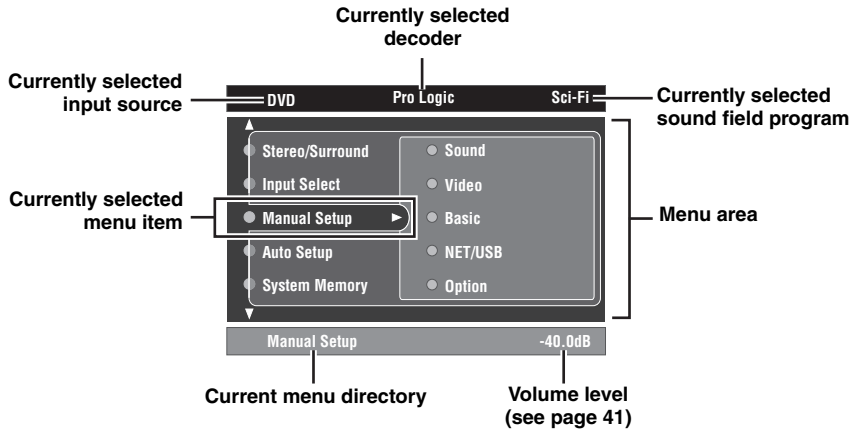 Currently selected
decoder
Currently selected
input source
DVD
Pro Logic
Sci-Fi
Currently selected
sound field program
Stereo/Surround
Sound
Input Select
Video
Currently selected
menu item
Manual Setup
Basic
Menu area
Auto Setup
NET/USB
System Memory
Option
Manual Setup
-40.0dB
Current menu directory
Volume level
(see page 41)